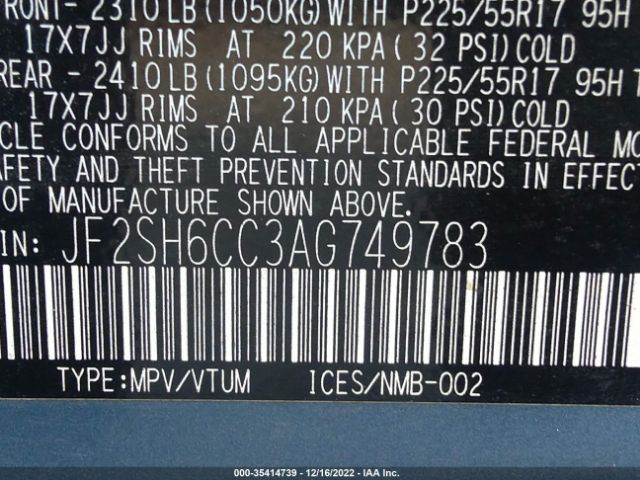 RONT- 2310 LB (1050KG) WITH P225/55R17 95H
17X7JJ RIMS AT 220 KPA ( 32 PSI) COLD
REAR - 2410 LB (1095KG) WITH P225/55R17 95H T
17X7JJ RIMS AT 210 KPA ( 30 PSI) COLD
ICLE CONFORMS TO ALL APPLICABLE FEDERAL MO
AFETY AND THEFT PREVENTION STANDARDS IN EFFECT
OF MANUFACTURE SHOWN ABOVE.
IN: JF2SH6CC3AG749783
TYPE:MPV/VTUM ICES/NMB-002
000-35414739 - 12/16/2022 - IAA Inc.